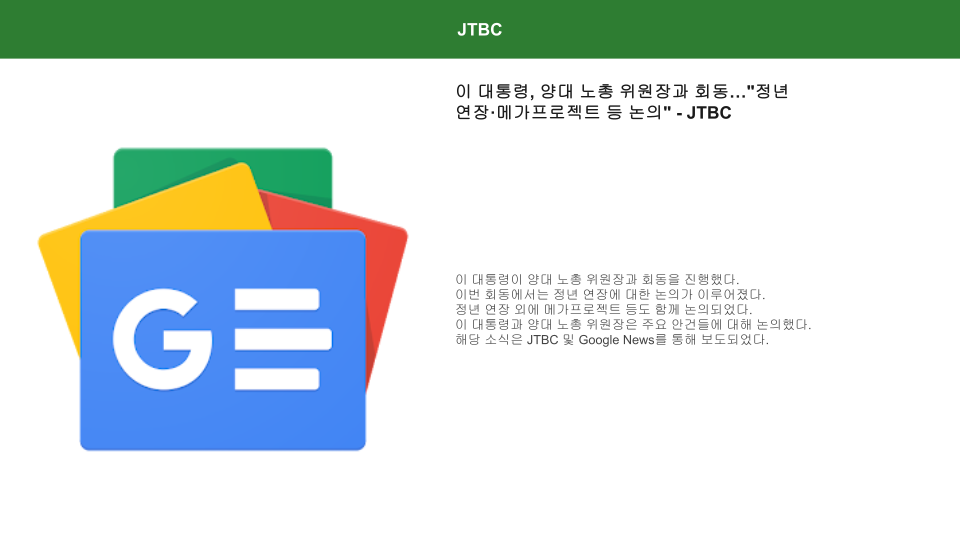 JTBC
이 대통령, 양대 노총 위원장과 회동…"정년
연장·메가프로젝트 등 논의" - JTBC
GE
이 대통령이 양대 노총 위원장과 회동을 진행했다.
이번 회동에서는 정년 연장에 대한 논의가 이루어졌다.
정년 연장 외에 메가프로젝트 등도 함께 논의되었다.
이 대통령과 양대 노총 위원장은 주요 안건들에 대해 논의했다.
해당 소식은 JTBC 및 Google News를 통해 보도되었다.